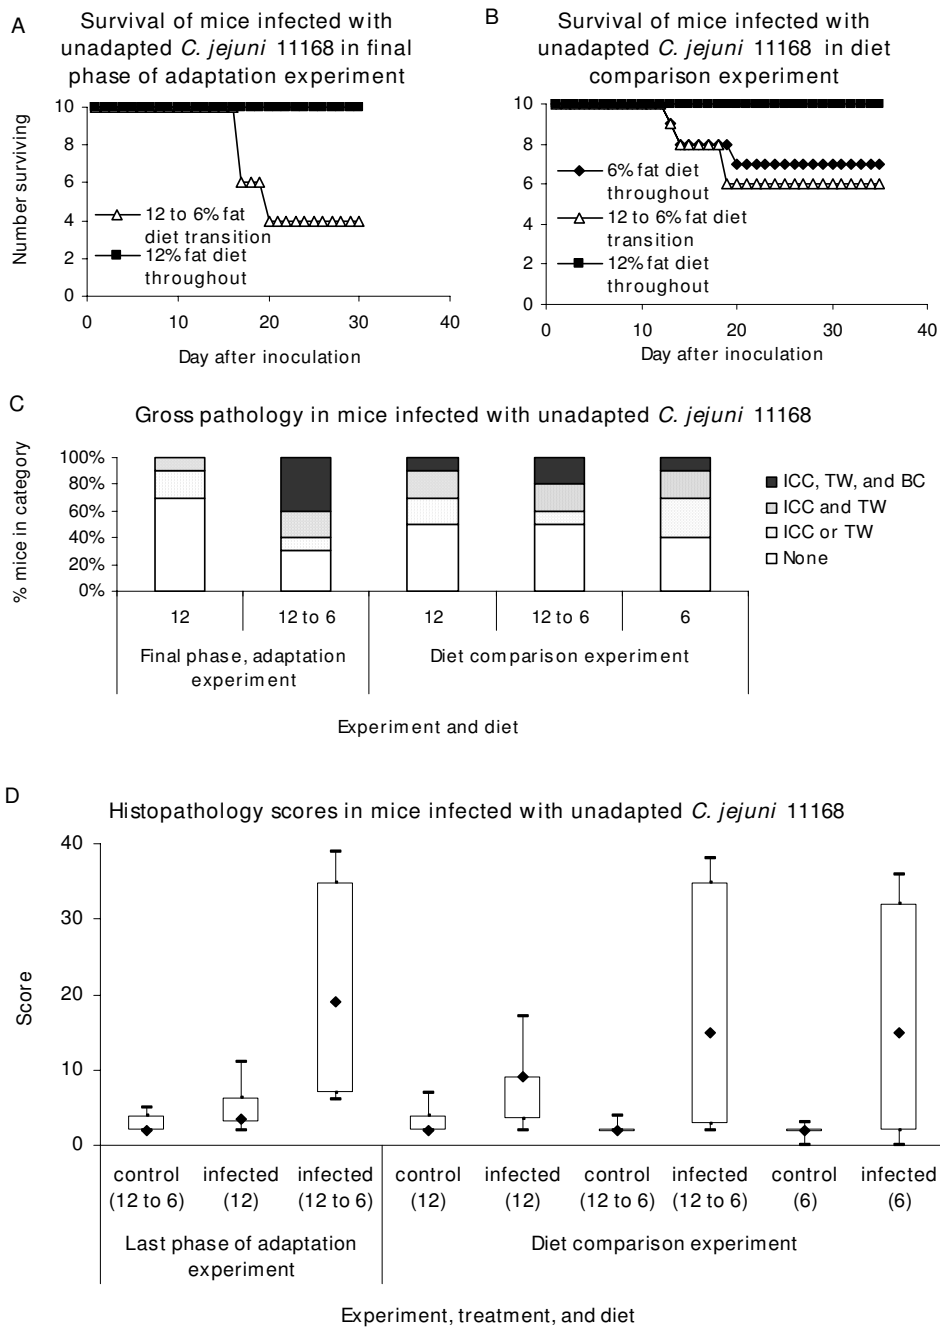 A
Survival of mice infected with
unadapted C. jejuni 11168 in final
phase of adaptation experiment
Number surviving
10
8
6
4
2
0
12 to 6% fat
diet transition
12% fat diet
throughout
0
10
20
30
40
Day after inoculation
B
Survival of mice infected with
unadapted C. jejuni 11168 in diet
comparison experiment
10
8
6
4
2
0
6% fat diet
throughout
12 to 6% fat diet
transition
12% fat diet
throughout
0
10
20
30
40
Day after inoculation
C
Gross pathology in mice infected with unadapted C. jejuni 11168
% mice in category
100%
80%
60%
40%
20%
0%
ICC, TW, and BC
ICC and TW
ICC or TW
None
12
12 to 6
12
12 to 6
6
Final phase, adaptation
experiment
Diet comparison experiment
Experiment and diet
D
Histopathology scores in mice infected with unadapted C. jejuni 11168
Score
40
30
20
10
0
control
(12 to 6)
infected
(12)
infected
(12 to 6)
control
(12)
infected
(12)
control
(12 to 6)
infected
(12 to 6)
control
(6)
infected
(6)
Last phase of adaptation
experiment
Diet comparison experiment
Experiment, treatment, and diet